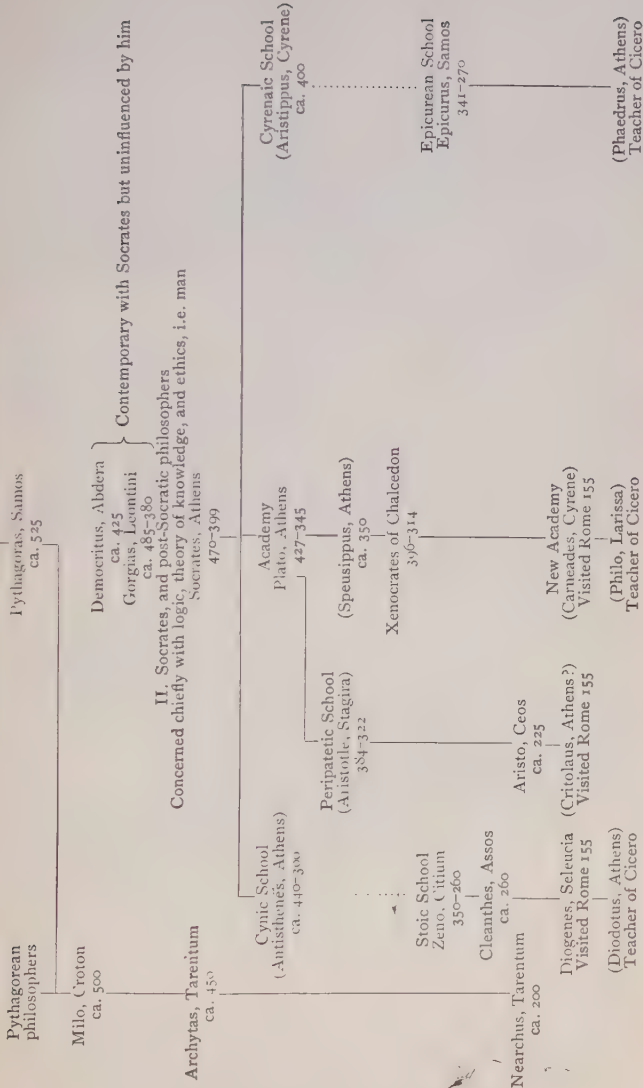 Pythagoras, Samos
ca. 525
Pythagorean
philosophers
Milo, Croton
ca. 500
Archytas, Tarentum
ca. 450
Nearchus, Tarentum
ca. 200
Democritus, Abdera
ca. 425
Gorgias, Leontini
ca. 485-380
Contemporary with Socrates but uninfluenced by him
II. Socrates, and post-Socratic philosophers
Concerned chiefly with logic, theory of knowledge, and ethics, i.e. man
Socrates, Athens
470-399
Cynic School
(Antisthenes, Athens)
ca. 440-300
Stoic School
Zeno, Citium
350-260
Cleanthes, Assos
ca. 260
Diogenes, Seleucia
Visited Rome 155
(Diodotus, Athens)
Teacher of Cicero
Peripatetic School
(Aristotle, Stagira)
384-322
Aristo, Ceos
ca. 225
(Critolaus, Athens?)
Visited Rome 155
Academy
Plato, Athens
427-345
(Speusippus, Athens)
ca. 350
Xenocrates of Chalcedon
396-314
New Academy
(Carneades, Cyrene)
Visited Rome 155
(Philo, Larissa)
Teacher of Cicero
Cyrenaic School
(Aristippus, Cyrene)
ca. 400
Epicurean School
Epicurus, Samos
341-270
(Phaedrus, Athens)
Teacher of Cicero